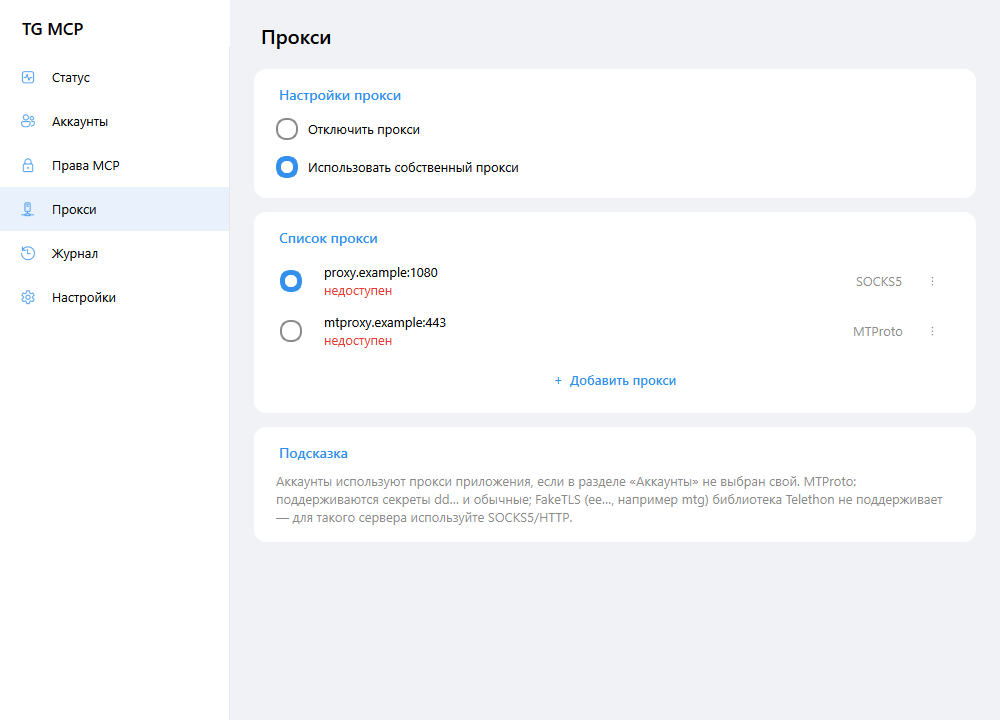 TG MCP
Статус
Аккаунты
Права MCP
Прокси
Журнал
Настройки
Прокси
Настройки прокси
Отключить прокси
Использовать собственный прокси
Список прокси
proxy.example:1080
недоступен
SOCKS5
mtproxy.example:443
недоступен
MTProto
+ Добавить прокси
Подсказка
Аккаунты используют прокси приложения, если в разделе «Аккаунты» не выбран свой. MTProto:
поддерживаются секреты dd... и обычные; FakeTLS (ee..., например mtg) библиотека Telethon не поддерживает
— для такого сервера используйте SOCKS5/HTTP.